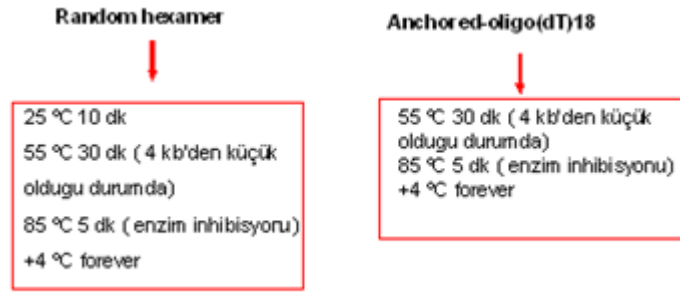 Random hexamer
25 °C 10 dk
55 °C 30 dk ( 4 kb'den küçük
oldugu durumda)
85 °C 5 dk ( enzim inhibisyonu)
+4 °C forever
Anchored-oligo(dT)18
55 °C 30 dk ( 4 kb'den küçük
oldugu durumda)
85 °C 5 dk ( enzim inhibisyonu)
+4 °C forever